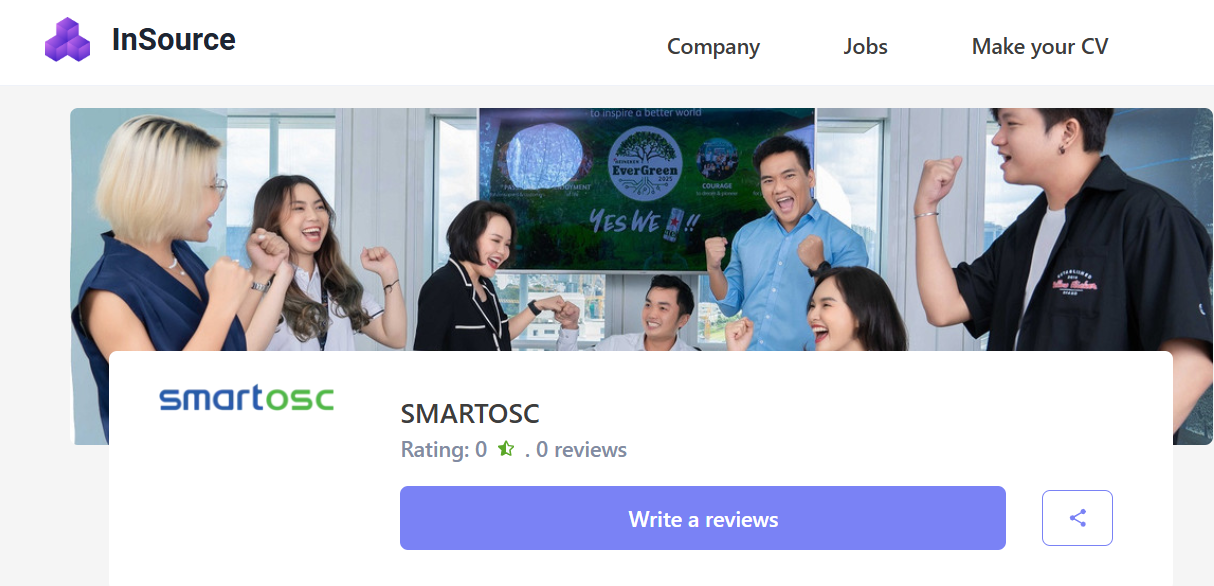 InSource
Company
Jobs
Make your CV
to inspire a better world
HEINEKEN
EverGreen
2025
COURAGE
YES WE !!
smartosc
SMARTOSC
Rating: 0 . 0 reviews
Write a reviews